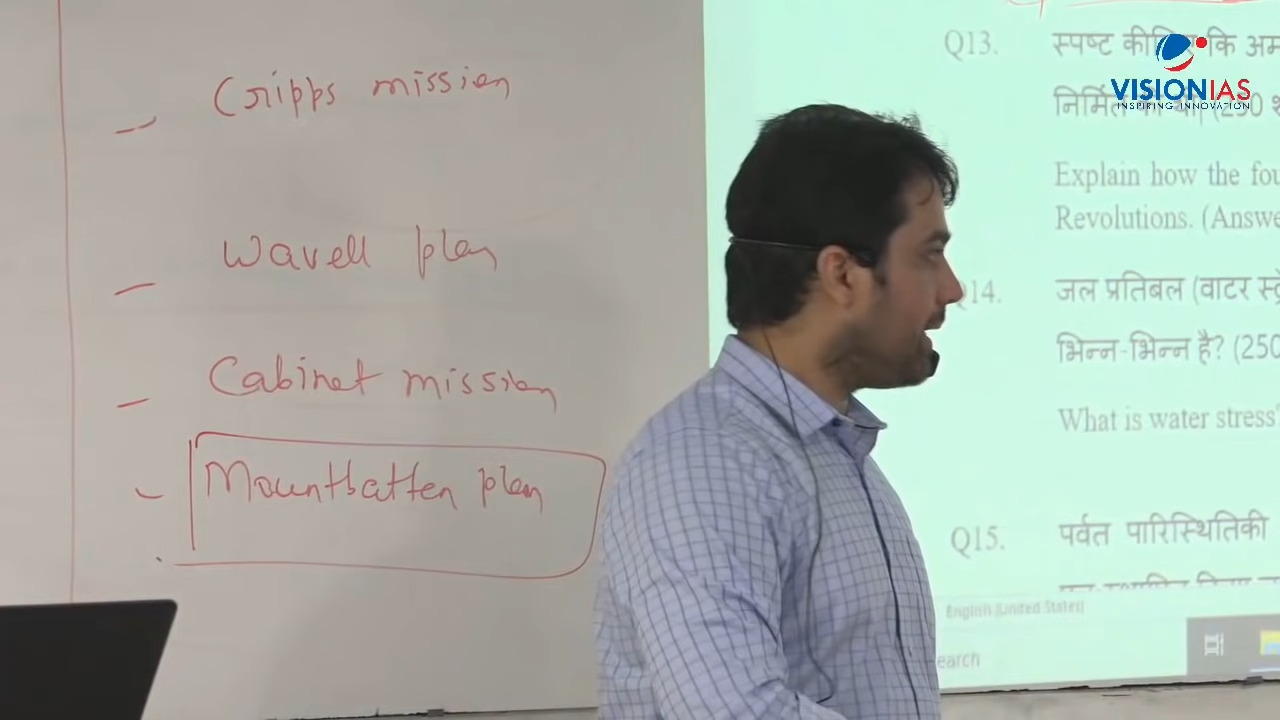 Cripps mission
Wavell plan
Cabinet mission
Mountbatten plan
VISIONIAS
INSPIRING INNOVATION
Q13. स्पष्ट कि
Explain how the
Revolutions. (Answe
Q14. जल प्रतिबल (वाटर
भिन्न-भिन्न है? (250
What is water stress?
Q15. पर्वत पारिस्थितिकी
English (United States)
earch